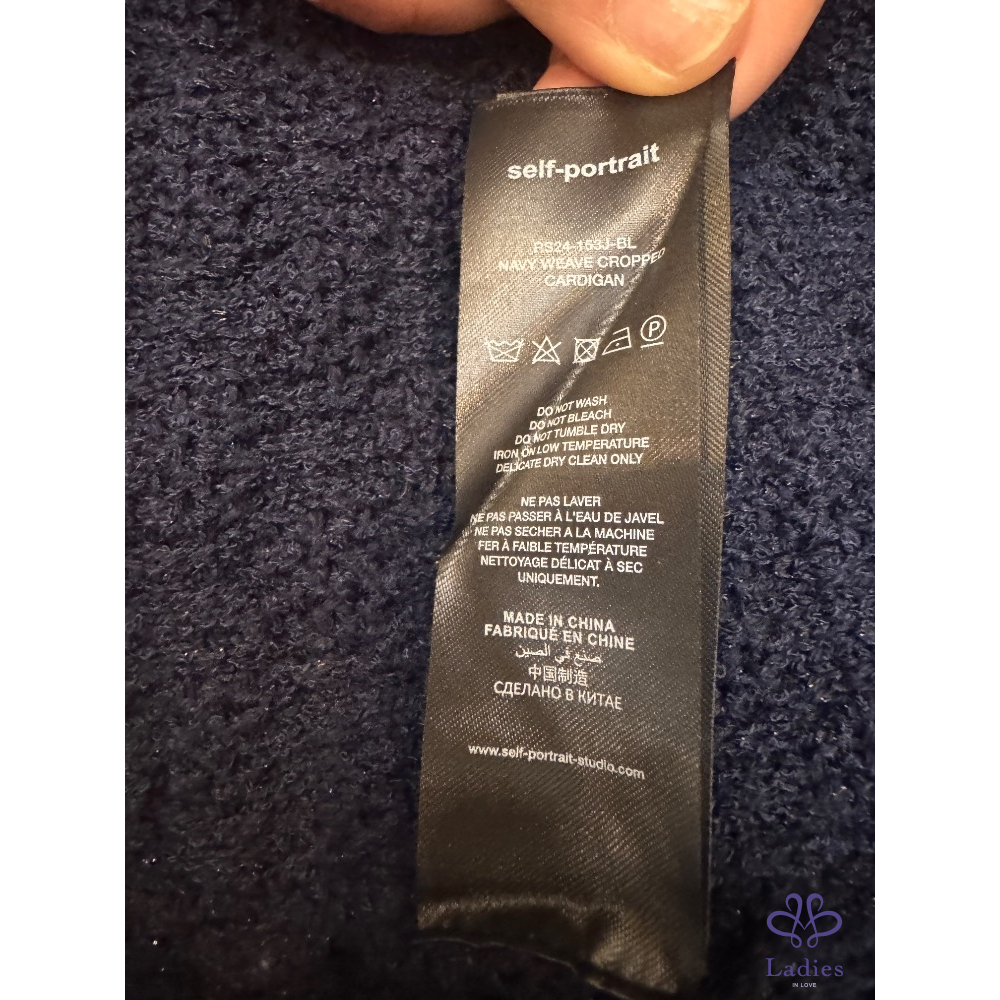 self-portrait
RS24-163J-BL
NAVY WEAVE CROPPED
CARDIGAN
P
DO NOT WASH
DO NOT BLEACH
DO NOT TUMBLE DRY
IRON ON LOW TEMPERATURE
DELICATE DRY CLEAN ONLY
NE PAS LAVER
NE PAS PASSER À L'EAU DE JAVEL
NE PAS SECHER A LA MACHINE
FER À FAIBLE TEMPÉRATURE
NETTOYAGE DÉLICAT À SEC
UNIQUEMENT.
MADE IN CHINA
FABRIQUÉ EN CHINE
صنع في الصين
中国制造
СДЕЛАНО В КИТАЕ
www.self-portrait-studio.com
Ladies
IN LOVE